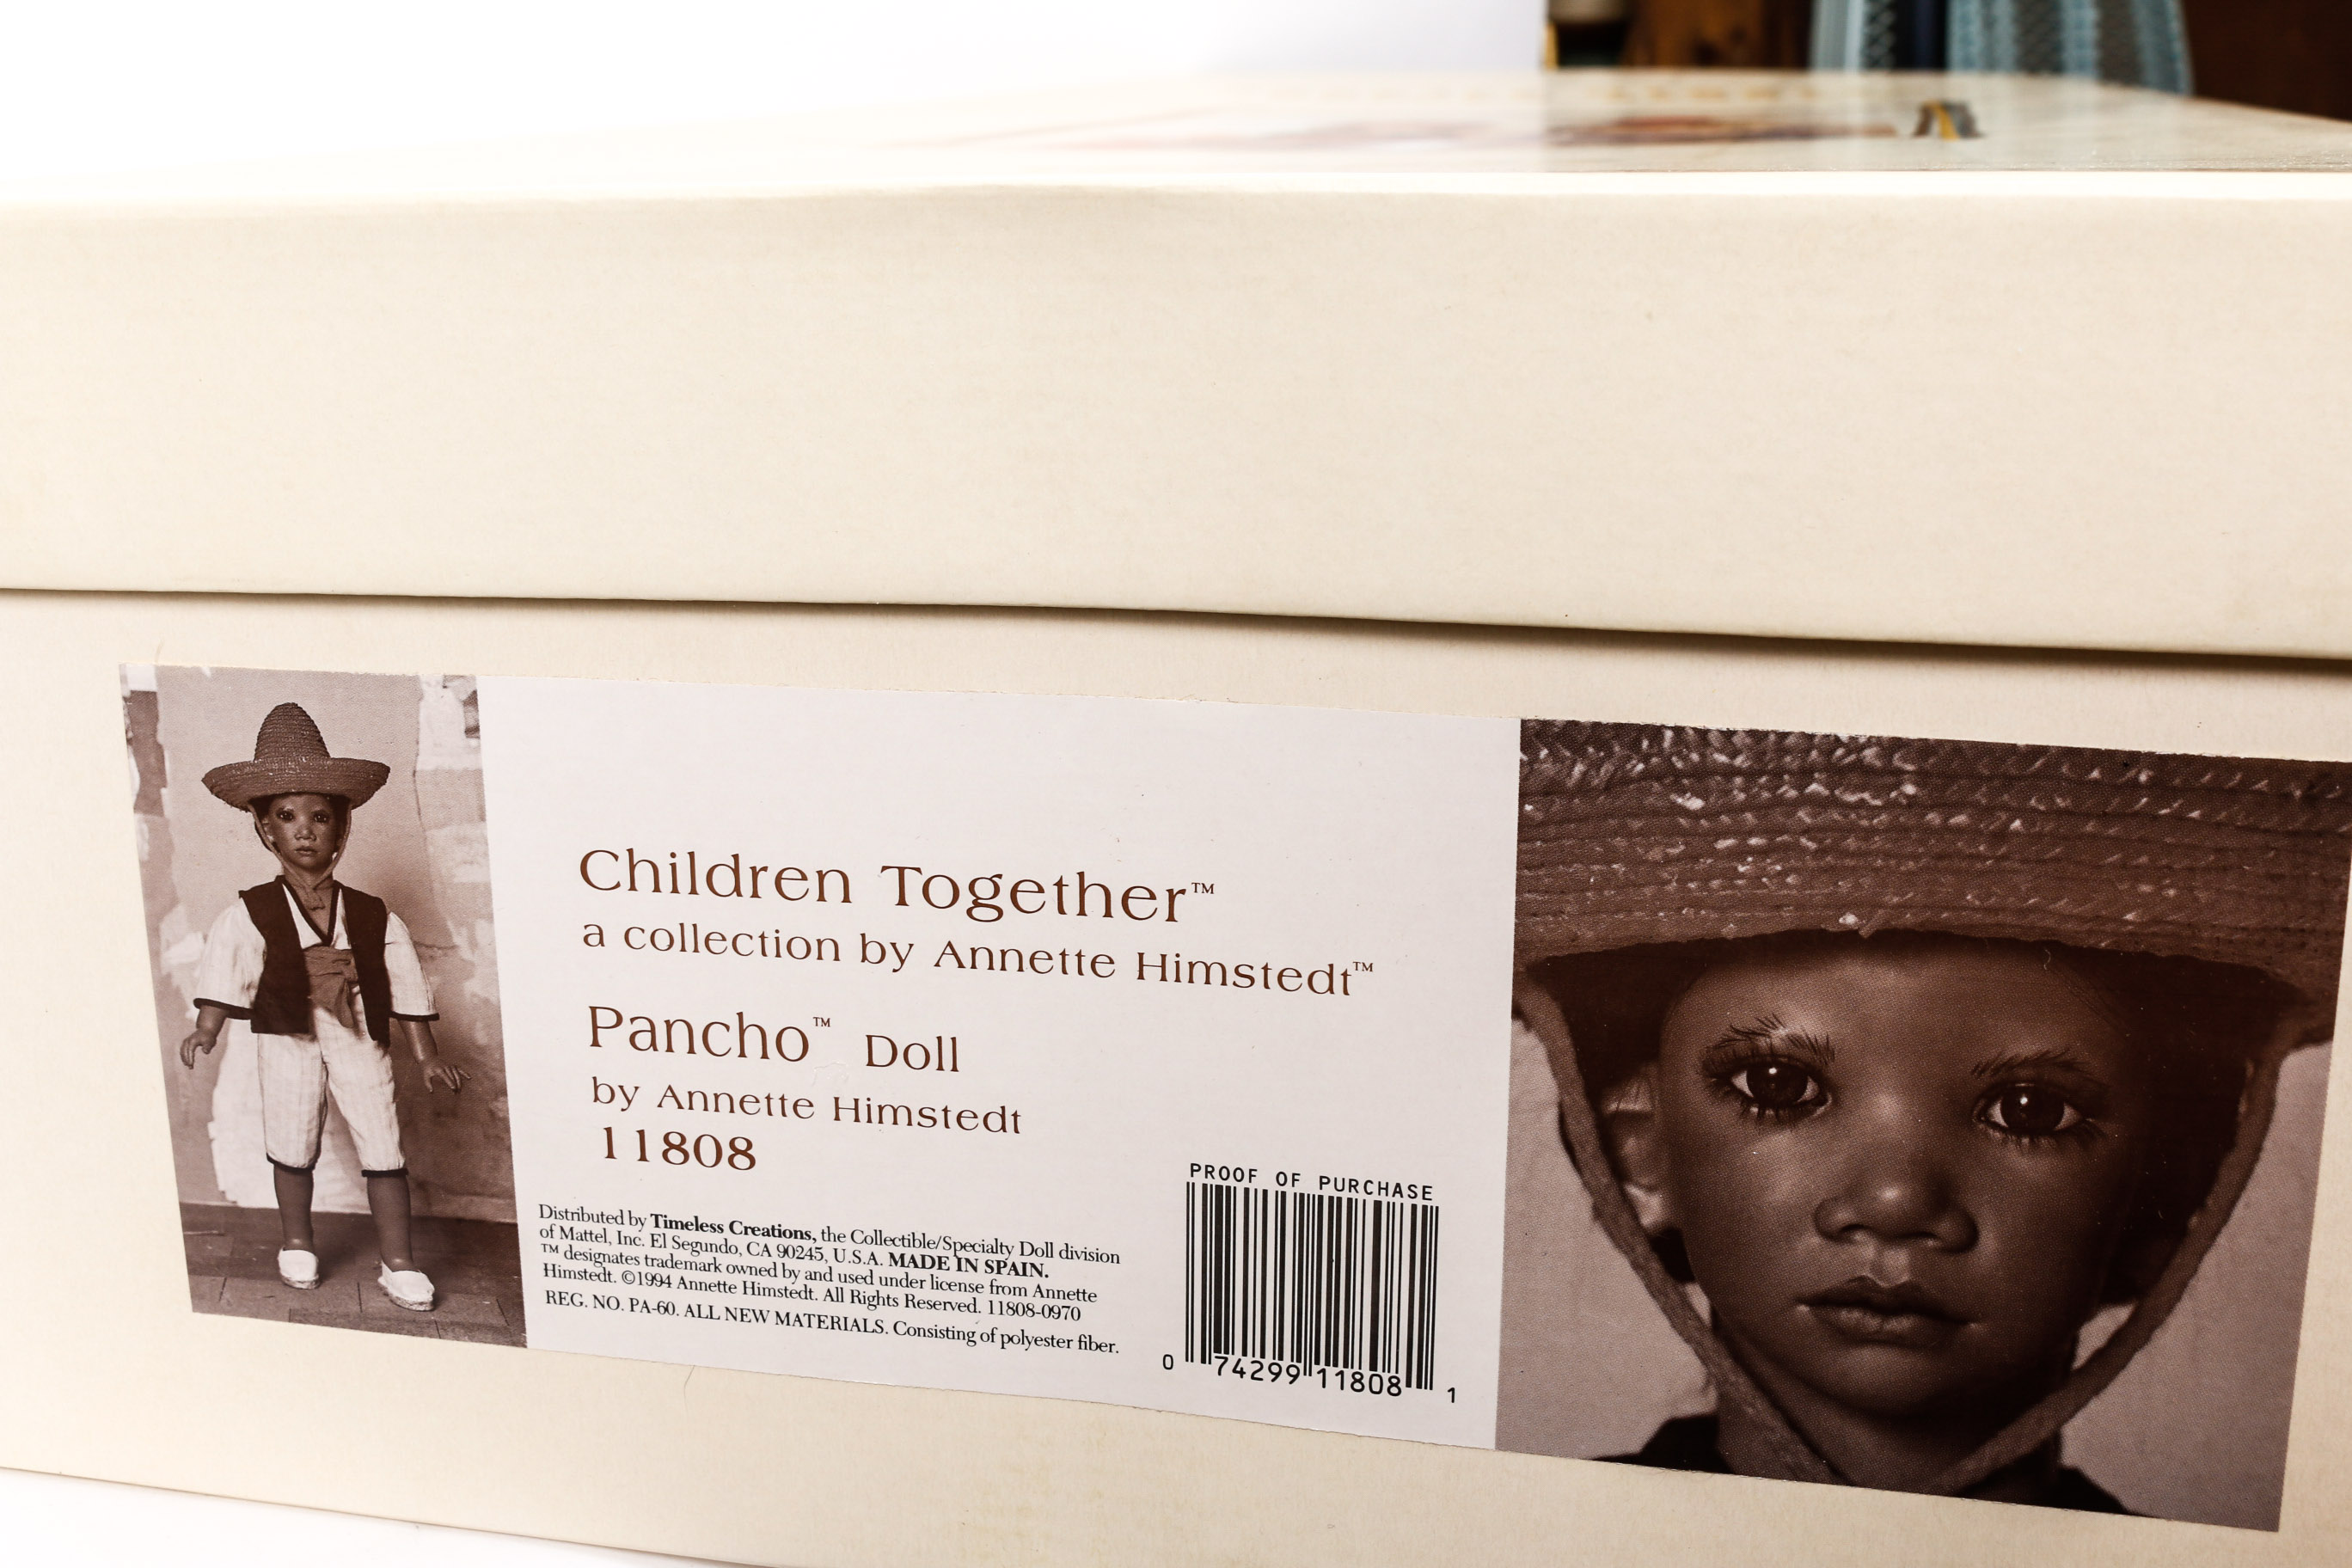 Children Together™
a collection by Annette Himstedt™
Pancho™ Doll
by Annette Himstedt
11808
Distributed by Timeless Creations, the Collectible/Specialty Doll division
of Mattel, Inc. El Segundo, CA 90245, U.S.A. MADE IN SPAIN.
™ designates trademark owned by and used under license from Annette
Himstedt. ©1994 Annette Himstedt. All Rights Reserved. 11808-0970
REG. NO. PA-60. ALL NEW MATERIALS. Consisting of polyester fiber.
PROOF OF PURCHASE
0 74299 11808 1